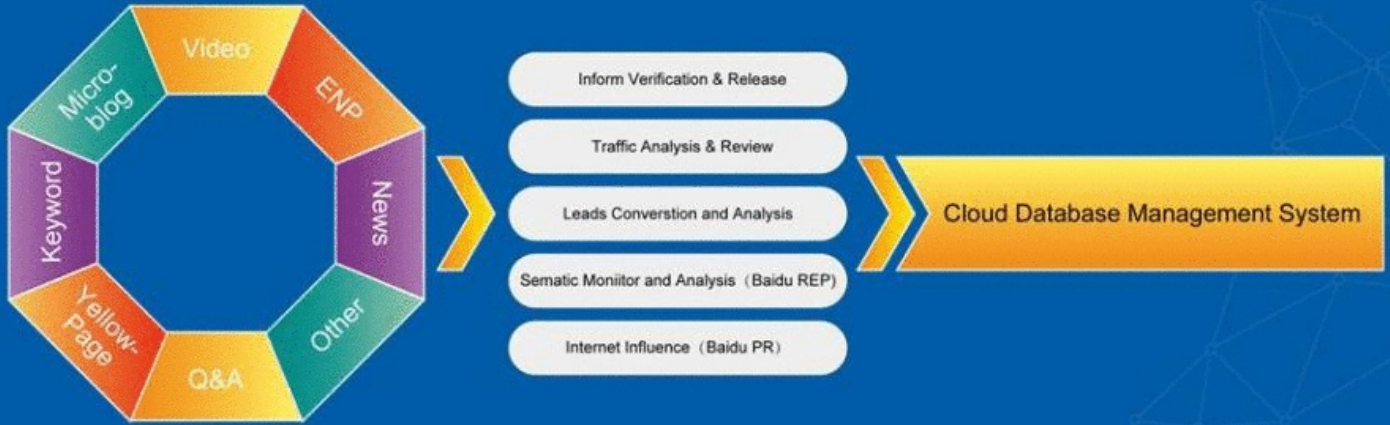 Video
ENP
News
Other
Q&A
Yellow-
Page
Keyword
Micro-
blog
Inform Verification & Release
Traffic Analysis & Review
Leads Converstion and Analysis
Sematic Moniitor and Analysis（Baidu REP)
Internet Influence（Baidu PR）
Cloud Database Management System